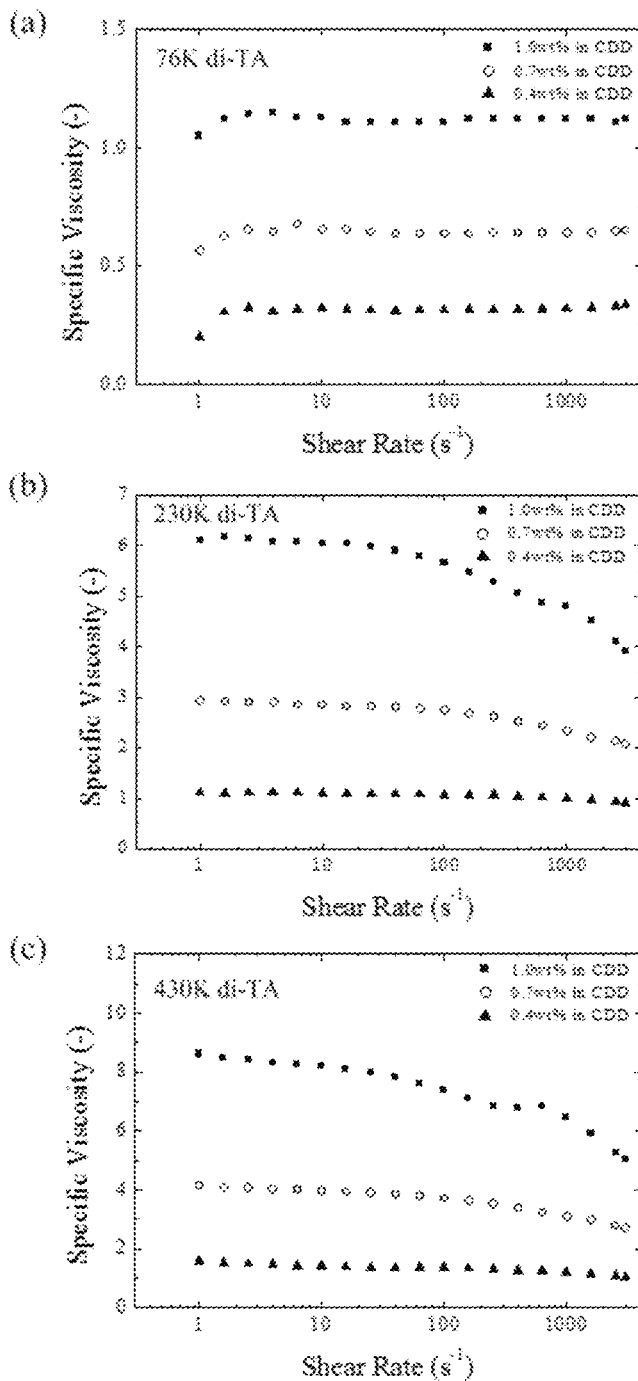 (a)
1.5
76K di-TA
1.0wt% in CDD
0.7wt% in CDD
0.4wt% in CDD
1.0
0.5
0.0
Specific Viscosity (-)
1 10 100 1000
Shear Rate (s⁻¹)
(b)
7
230K di-TA
1.0wt% in CDD
0.7wt% in CDD
0.4wt% in CDD
6
5
4
3
2
1
0
Specific Viscosity (-)
1 10 100 1000
Shear Rate (s⁻¹)
(c)
12
430K di-TA
1.0wt% in CDD
0.7wt% in CDD
0.4wt% in CDD
10
8
6
4
2
0
Specific Viscosity (-)
1 10 100 1000
Shear Rate (s⁻¹)